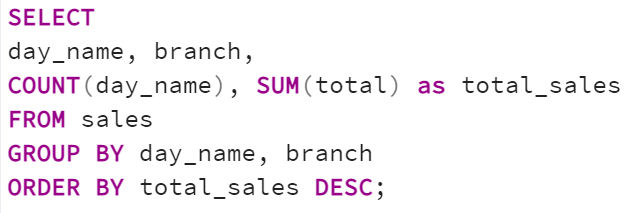 SELECT
day_name, branch,
COUNT(day_name), SUM(total) as total_sales
FROM sales
GROUP BY day_name, branch
ORDER BY total_sales DESC;